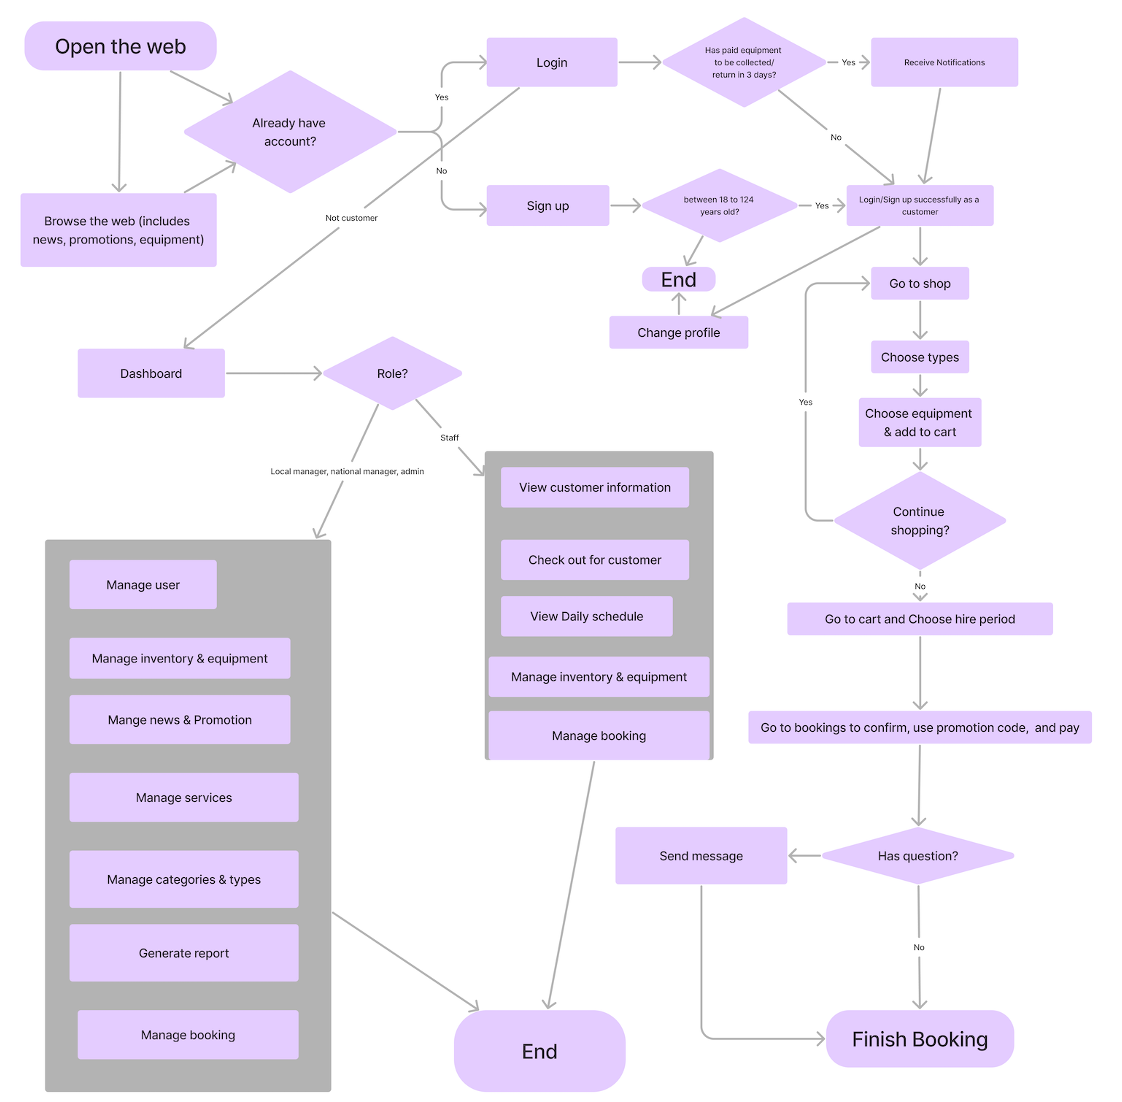 Open the web
Already have
account?
Browse the web (includes
news, promotions, equipment)
Yes
No
Login
Has paid equipment
to be collected/
return in 3 days?
Yes
Receive Notifications
No
Not customer
Sign up
between 18 to 124
years old?
Yes
Login/Sign up successfully as a
customer
End
Change profile
Go to shop
Choose types
Choose equipment
& add to cart
Yes
Continue
shopping?
No
Go to cart and Choose hire period
Go to bookings to confirm, use promotion code, and pay
Has question?
Send message
No
Finish Booking
Dashboard
Role?
Staff
Local manager, national manager, admin
View customer information
Check out for customer
View Daily schedule
Manage inventory & equipment
Manage booking
Manage user
Manage inventory & equipment
Mange news & Promotion
Manage services
Manage categories & types
Generate report
Manage booking
End